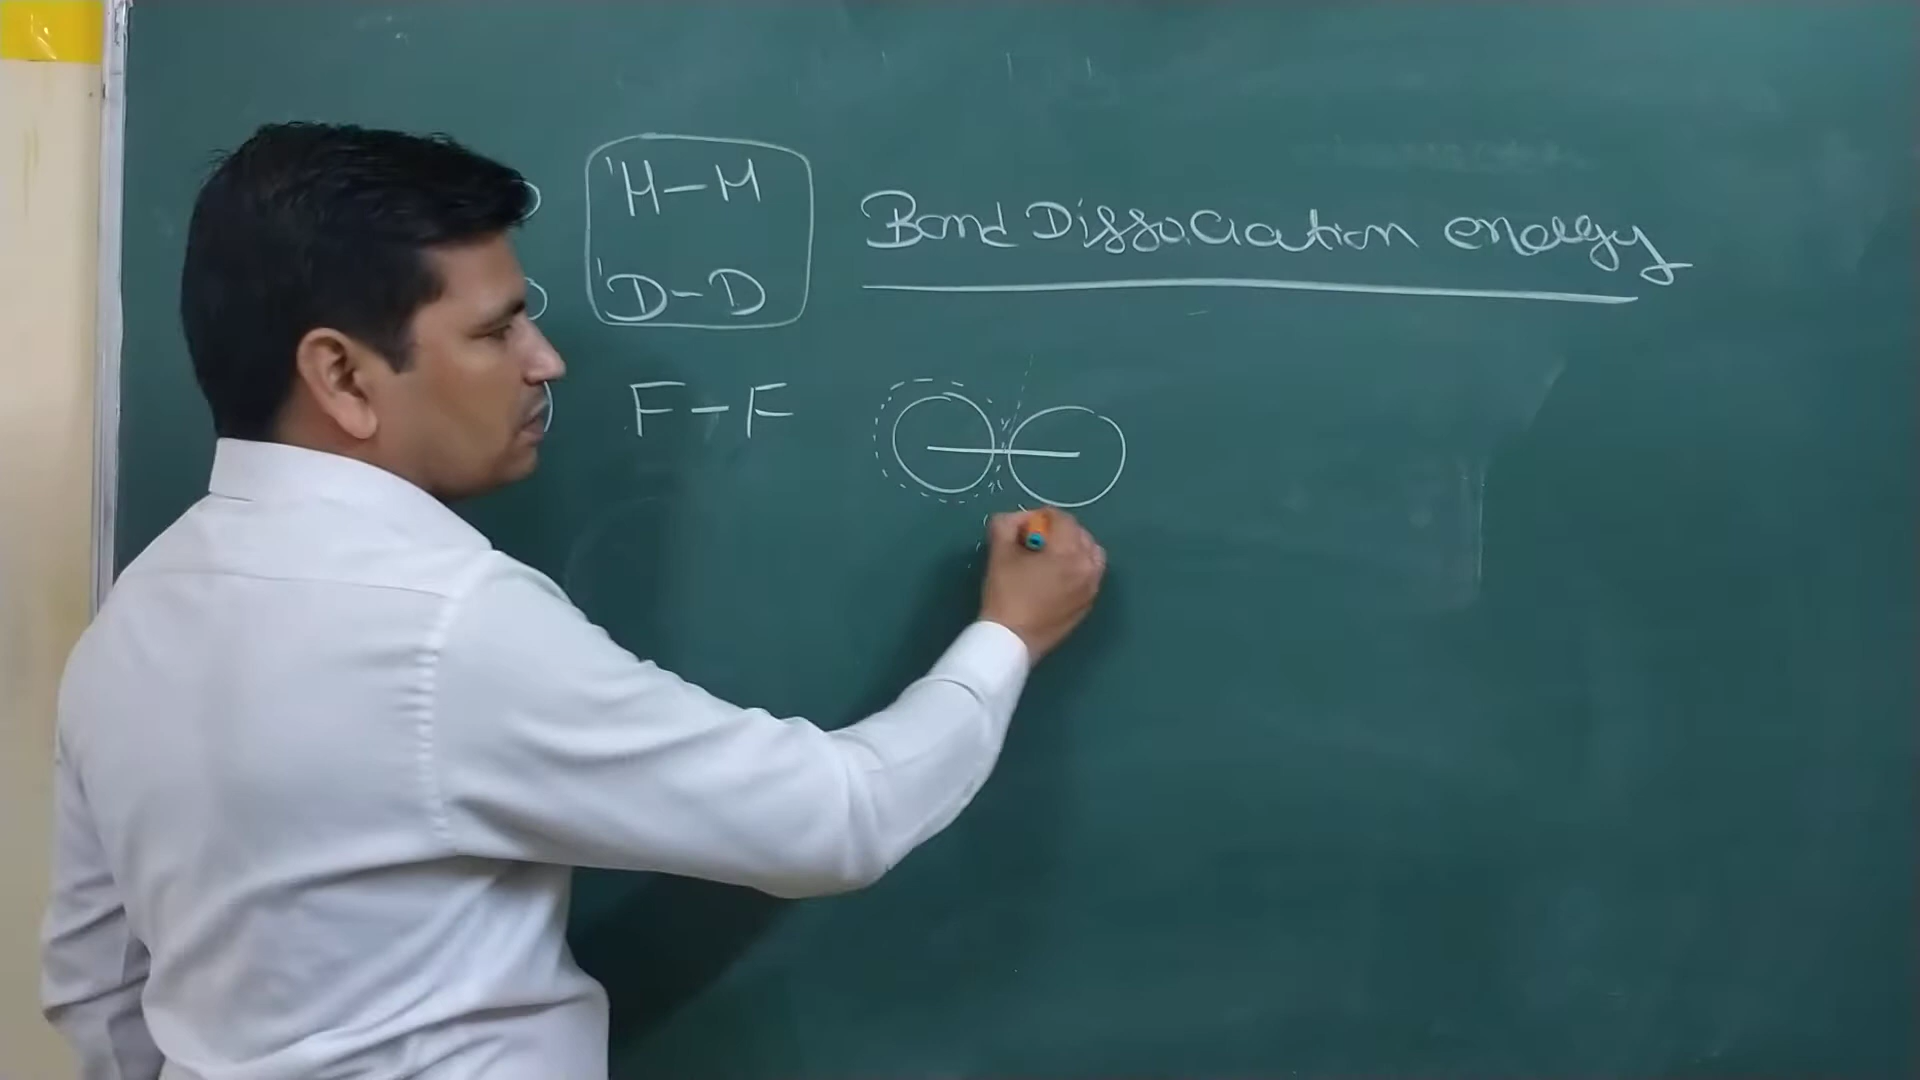 H-H
Bond Dissociation energy
D-D
F-F